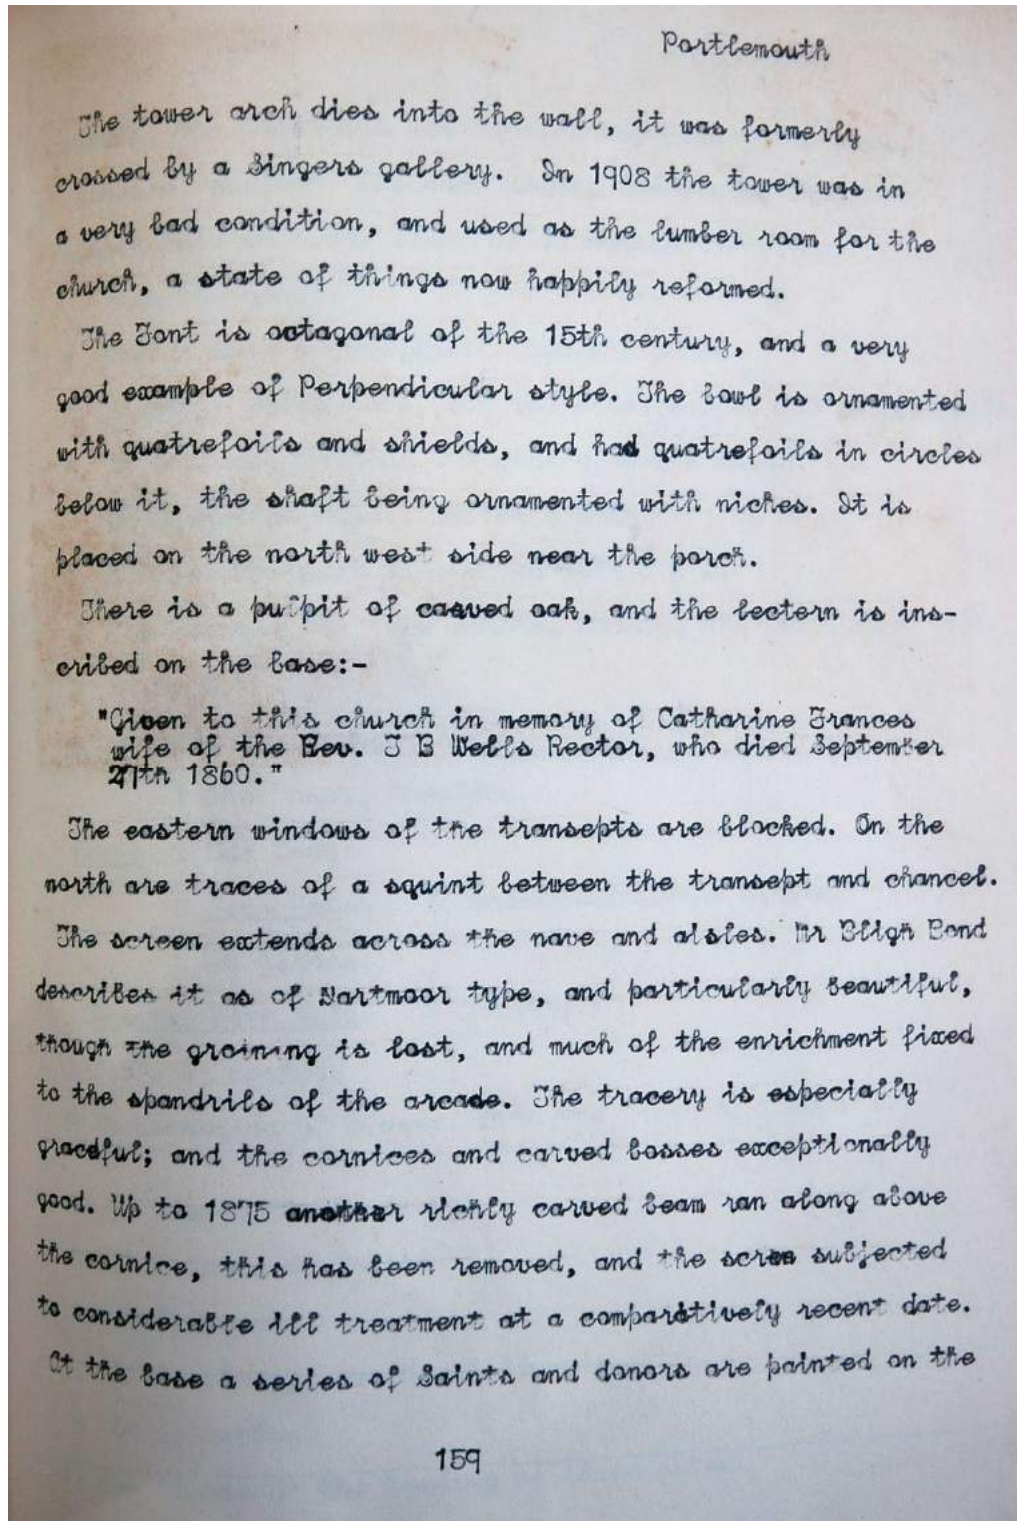 Portlemouth
The tower arch dies into the wall, it was formerly
crossed by a Singers gallery. In 1908 the tower was in
a very bad condition, and used as the lumber room for the
church, a state of things now happily reformed.
The Font is octagonal of the 15th century, and a very
good example of Perpendicular style. The bowl is ornamented
with quatrefoils and shields, and had quatrefoils in circles
below it, the shaft being ornamented with niches. It is
placed on the north west side near the porch.
There is a pulpit of carved oak, and the lectern is ins-
cribed on the base:-
"Given to this church in memory of Catharine Frances
wife of the Rev. J B Wells Rector, who died September
27th 1860."
The eastern windows of the transepts are blocked. On the
north are traces of a squint between the transept and chancel.
The screen extends across the nave and aisles. Mr Bligh Bond
describes it as of Dartmoor type, and particularly beautiful,
though the groining is lost, and much of the enrichment fixed
to the spandrils of the arcade. The tracery is especially
graceful; and the cornices and carved bosses exceptionally
good. Up to 1875 another richly carved beam ran along above
the cornice, this has been removed, and the screen subjected
to considerable ill treatment at a comparatively recent date.
At the base a series of Saints and donors are painted on the
159